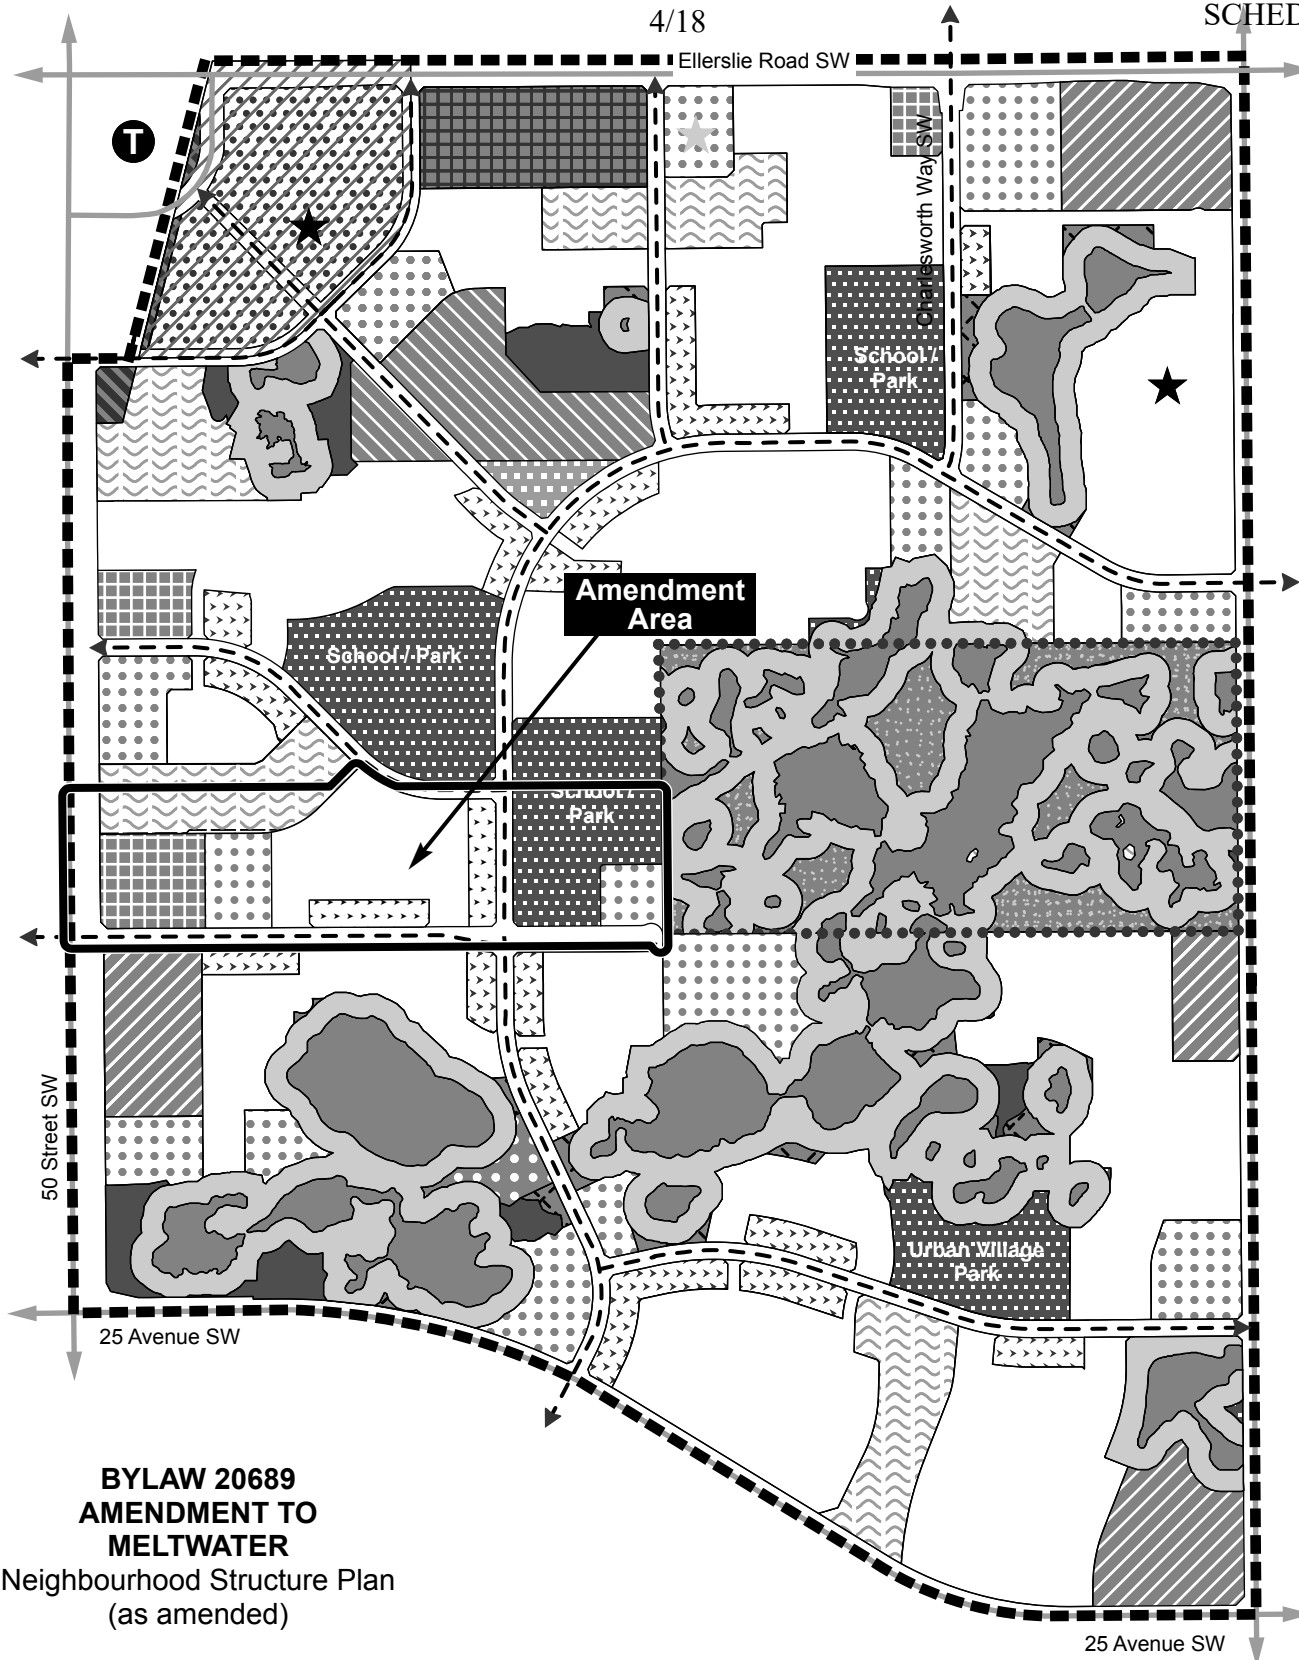 4/18
SCHED
Ellerslie Road SW
T
Charlesworth Way SW
School /
Park
Amendment
Area
School / Park
School /
Park
50 Street SW
Urban Village
Park
25 Avenue SW
BYLAW 20689
AMENDMENT TO
MELTWATER
Neighbourhood Structure Plan
(as amended)
25 Avenue SW